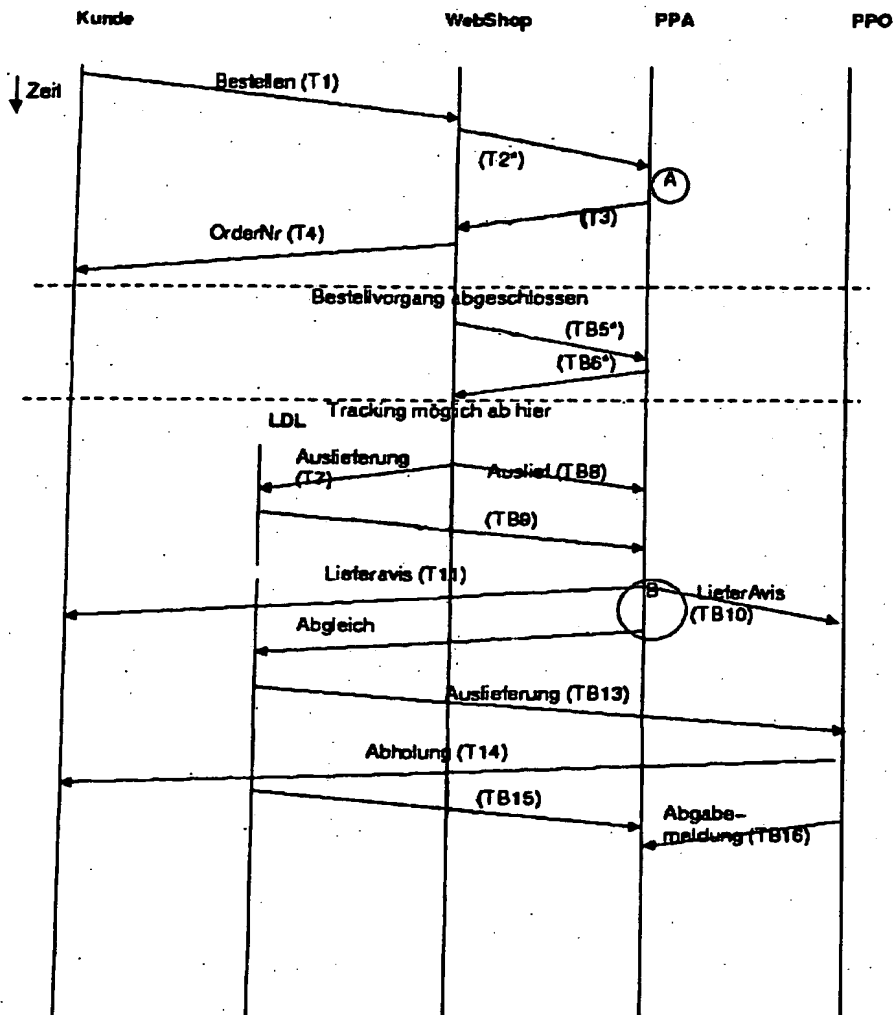 Kunde WebShop PPA PPO
Zeit
Bestellen (T1)
(T2*)
A
(T3)
OrderNr (T4)
Bestellvorgang abgeschlossen
(TB5*)
(TB6*)
Tracking möglich ab hier
LDL
Auslieferung
(T7)
Auslief (TB8)
(TB9)
Lieferavis (T11)
B
LieferAvis
(TB10)
Abgleich
Auslieferung (TB13)
Abholung (T14)
(TB15)
Abgabe-
meldung (TB16)